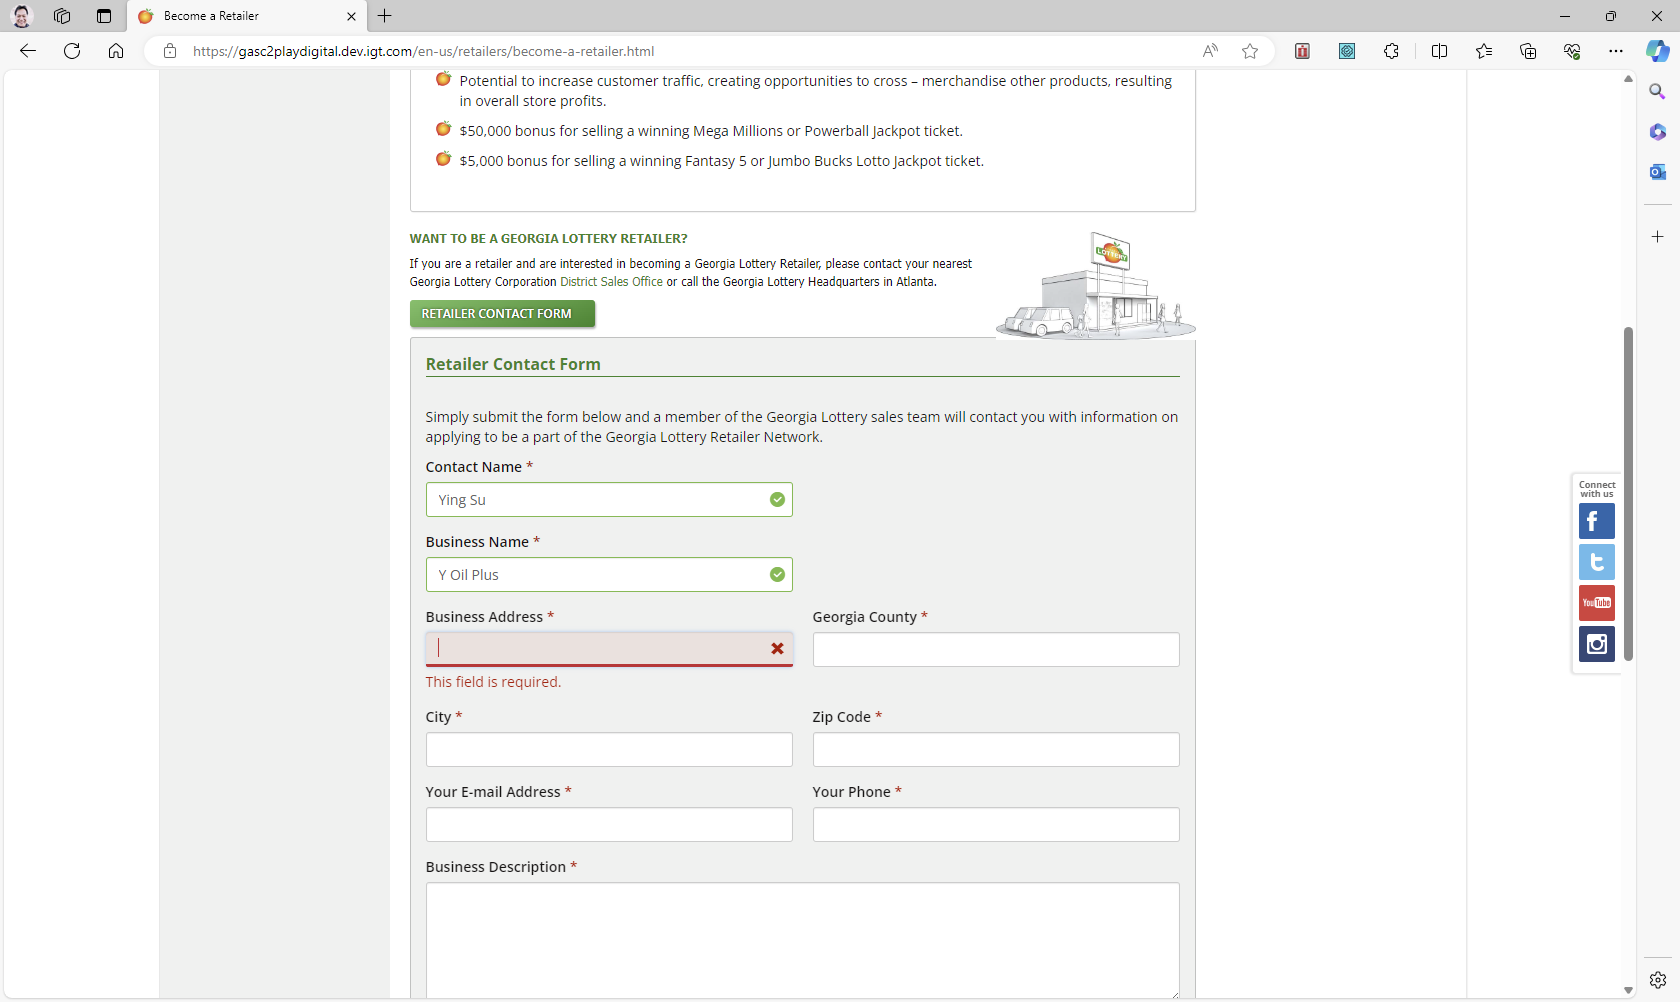 Become a Retailer
https://gasc2playdigital.dev.igt.com/en-us/retailers/become-a-retailer.html
Potential to increase customer traffic, creating opportunities to cross – merchandise other products, resulting
in overall store profits.
$50,000 bonus for selling a winning Mega Millions or Powerball Jackpot ticket.
$5,000 bonus for selling a winning Fantasy 5 or Jumbo Bucks Lotto Jackpot ticket.
WANT TO BE A GEORGIA LOTTERY RETAILER?
If you are a retailer and are interested in becoming a Georgia Lottery Retailer, please contact your nearest
Georgia Lottery Corporation District Sales Office or call the Georgia Lottery Headquarters in Atlanta.
LOTTERY
RETAILER CONTACT FORM
Retailer Contact Form
Simply submit the form below and a member of the Georgia Lottery sales team will contact you with information on
applying to be a part of the Georgia Lottery Retailer Network.
Contact Name *
Ying Su
Business Name *
Y Oil Plus
Business Address *
Georgia County *
This field is required.
City *
Zip Code *
Your E-mail Address *
Your Phone *
Business Description *
Connect
with us
f
t
YouTube